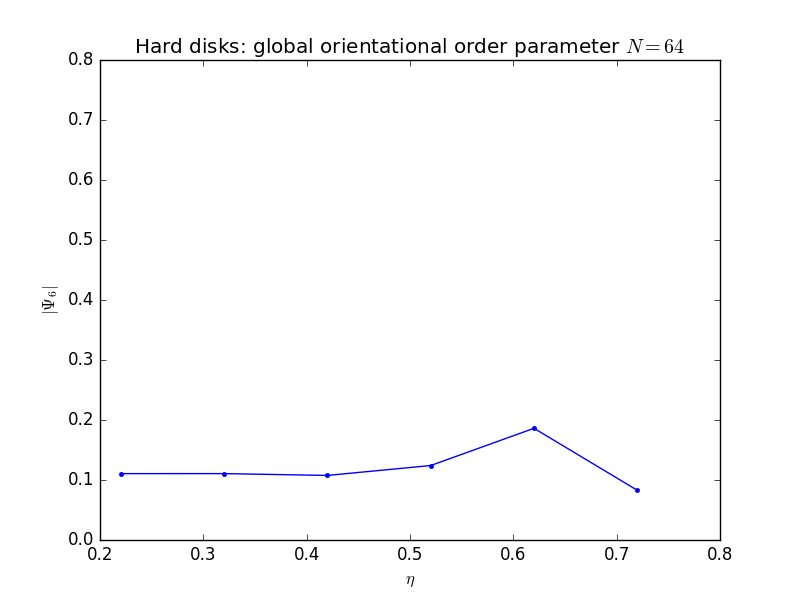 Hard disks: global orientational order parameter N = 64
0.8
0.7
0.6
0.5
0.4
0.3
0.2
0.1
0.0
|Ψ₆|
0.2 0.3 0.4 0.5 0.6 0.7 0.8
η